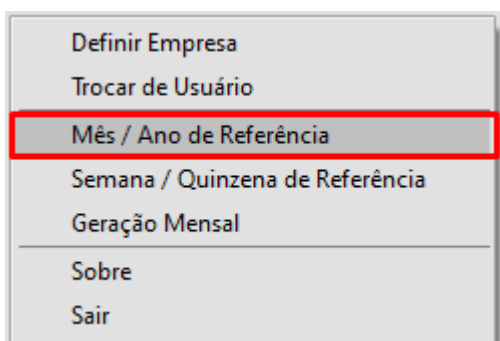 Definir Empresa
Trocar de Usuário
Mês / Ano de Referência
Semana / Quinzena de Referência
Geração Mensal
Sobre
Sair